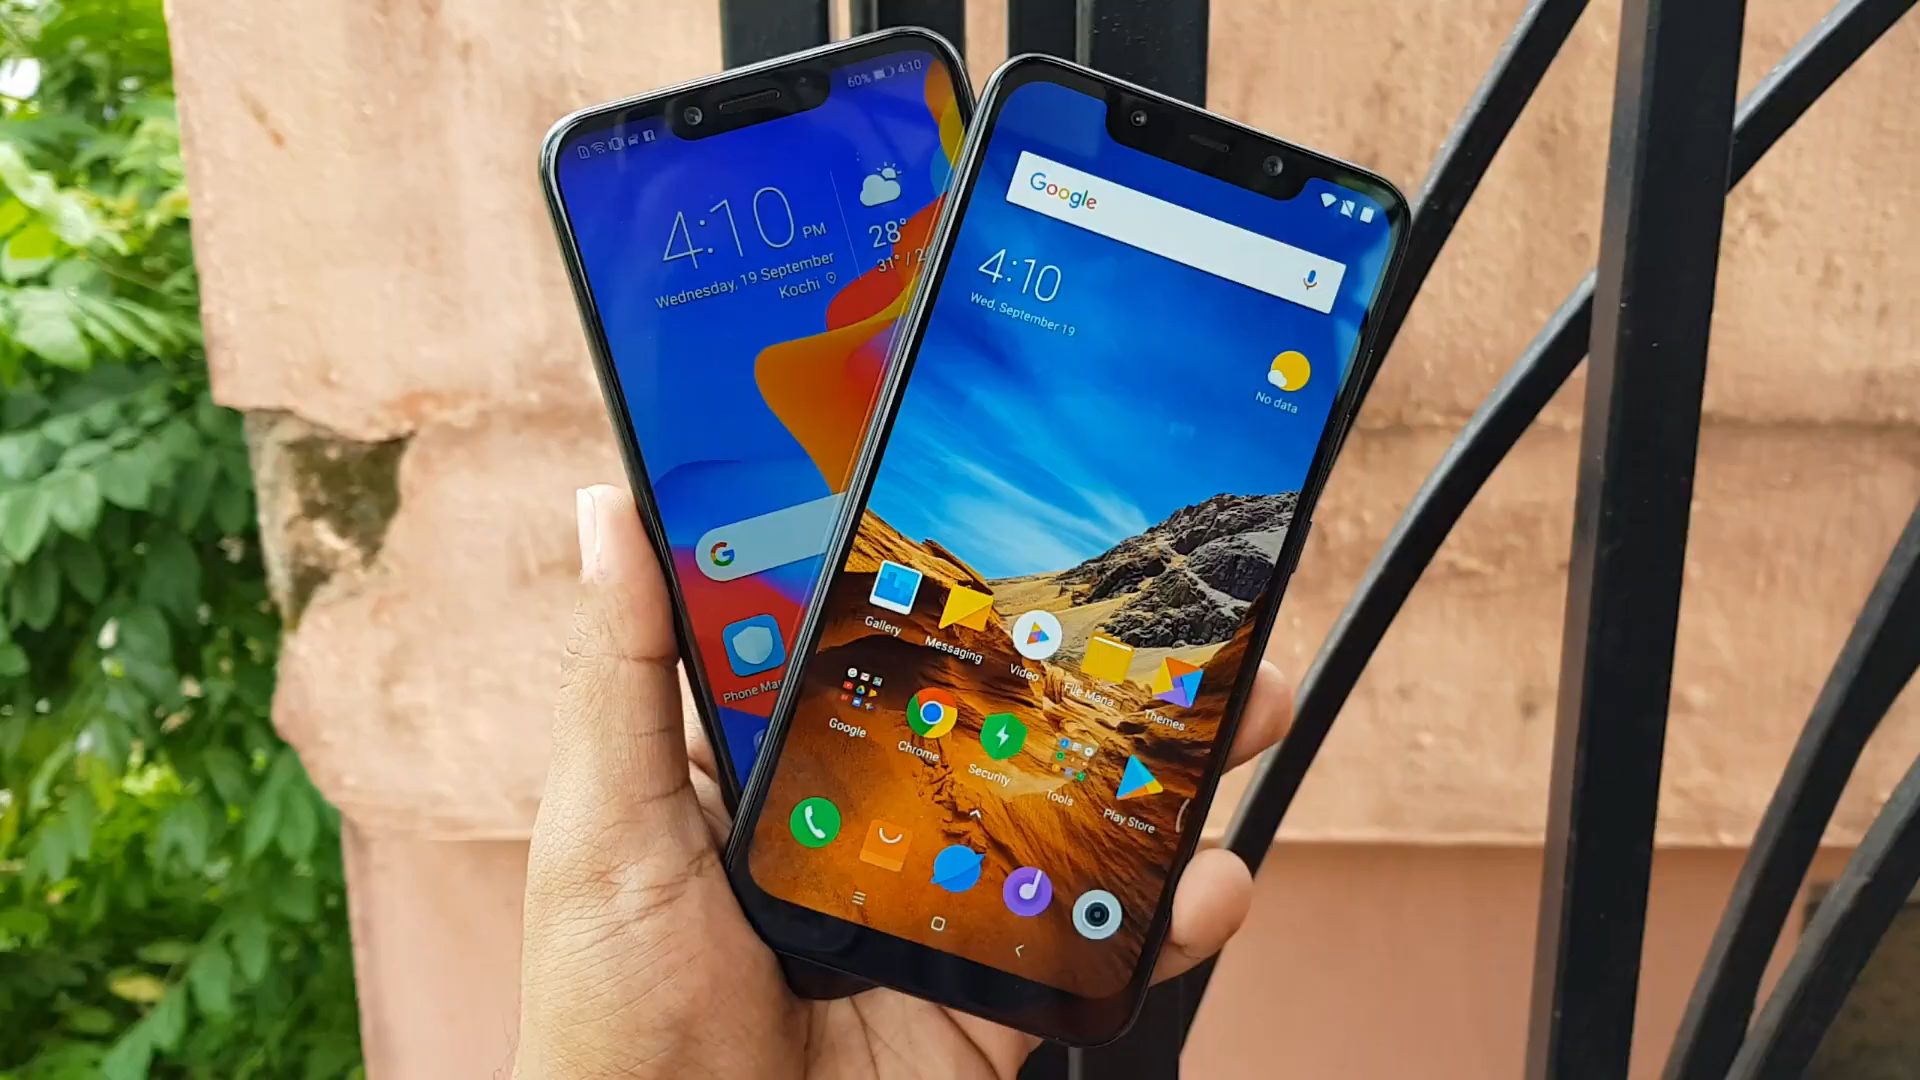 60% 4:10
4:10 PM
Wednesday, 19 September
Kochi
28°
31° / 2
G
Phone Mar
Google
4:10
Wed, September 19
No data
Gallery
Messaging
Video
File Mana
Themes
Google
Chrome
Security
Tools
Play Store